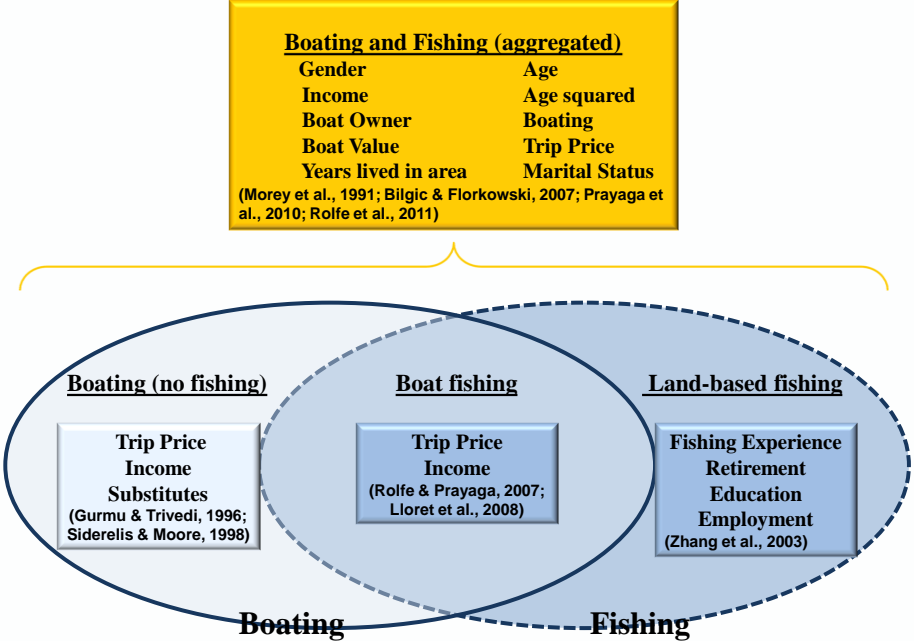 Boating and Fishing (aggregated)
Gender Age
Income Age squared
Boat Owner Boating
Boat Value Trip Price
Years lived in area Marital Status
(Morey et al., 1991; Bilgic & Florkowski, 2007; Prayaga et
al., 2010; Rolfe et al., 2011)
Boating (no fishing)
Trip Price
Income
Substitutes
(Gurmu & Trivedi, 1996;
Siderelis & Moore, 1998)
Boat fishing
Trip Price
Income
(Rolfe & Prayaga, 2007;
Lloret et al., 2008)
Land-based fishing
Fishing Experience
Retirement
Education
Employment
(Zhang et al., 2003)
Boating
Fishing